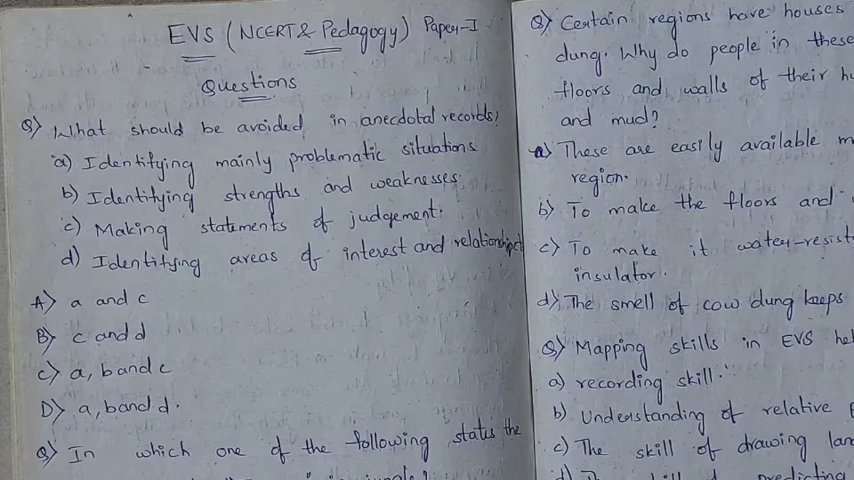 EVS (NCERT & Pedagogy) Paper-I
Questions
Q) What should be avoided in anecdotal records?
a) Identifying mainly problematic situations
b) Identifying strengths and weaknesses.
c) Making statements of judgement.
d) Identifying areas of interest and relationship
A) a and c
B) c and d
C) a, b and c
D) a, b and d.
Q) In which one of the following states the
Q) Certain regions have houses
dung. Why do people in these
floors and walls of their
and mud?
a) These are easily available
region.
b) To make the floors and
c) To make it water-resist
insulator.
d) The smell of cow dung keeps
Q) Mapping skills in EVS hel
a) recording skill.
b) Understanding of relative
c) The skill of drawing lan
predicting